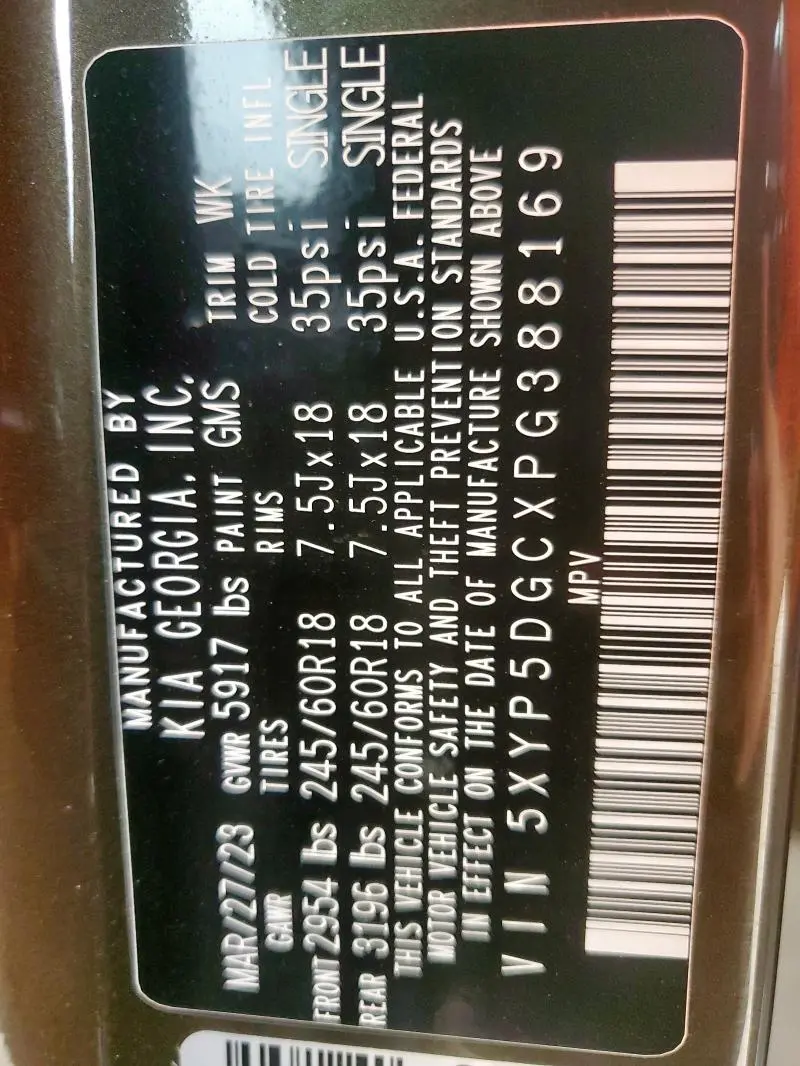 MANUFACTURED BY
KIA GEORGIA, INC.
MAR/27/23 GVWR 5917 lbs PAINT GMS TRIM WK
GAWR TIRES RIMS COLD TIRE INFL
FRONT 2954 lbs 245/60R18 7.5Jx18 35psi SINGLE
REAR 3196 lbs 245/60R18 7.5Jx18 35psi SINGLE
THIS VEHICLE CONFORMS TO ALL APPLICABLE U.S.A. FEDERAL
MOTOR VEHICLE SAFETY AND THEFT PREVENTION STANDARDS
IN EFFECT ON THE DATE OF MANUFACTURE SHOWN ABOVE
VIN 5XYP5DGCXPG388169
MPV